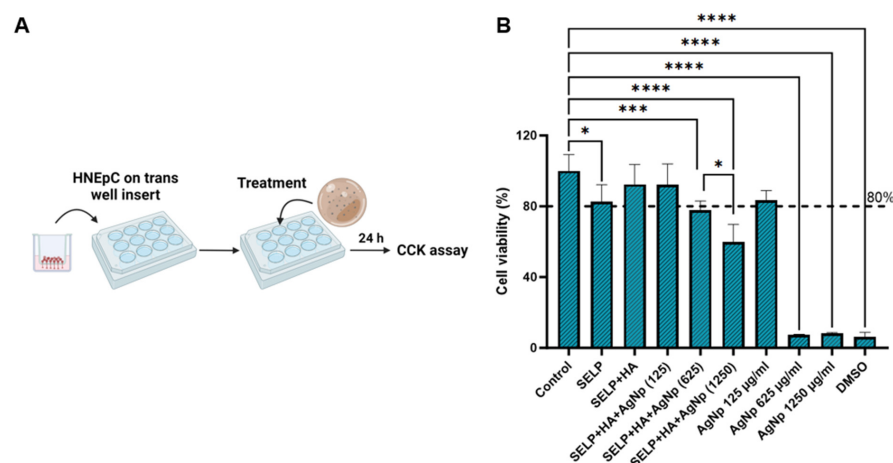 A
HNEpC on trans
well insert
Treatment
24 h
CCK assay
B
****
****
****
****
***
*
*
120
80
40
0
80%
Cell viability (%)
Control
SELP
SELP+HA
SELP+HA+AgNp (125)
SELP+HA+AgNp (625)
SELP+HA+AgNp (1250)
AgNp 125 µg/ml
AgNp 625 µg/ml
AgNp 1250 µg/ml
DMSO